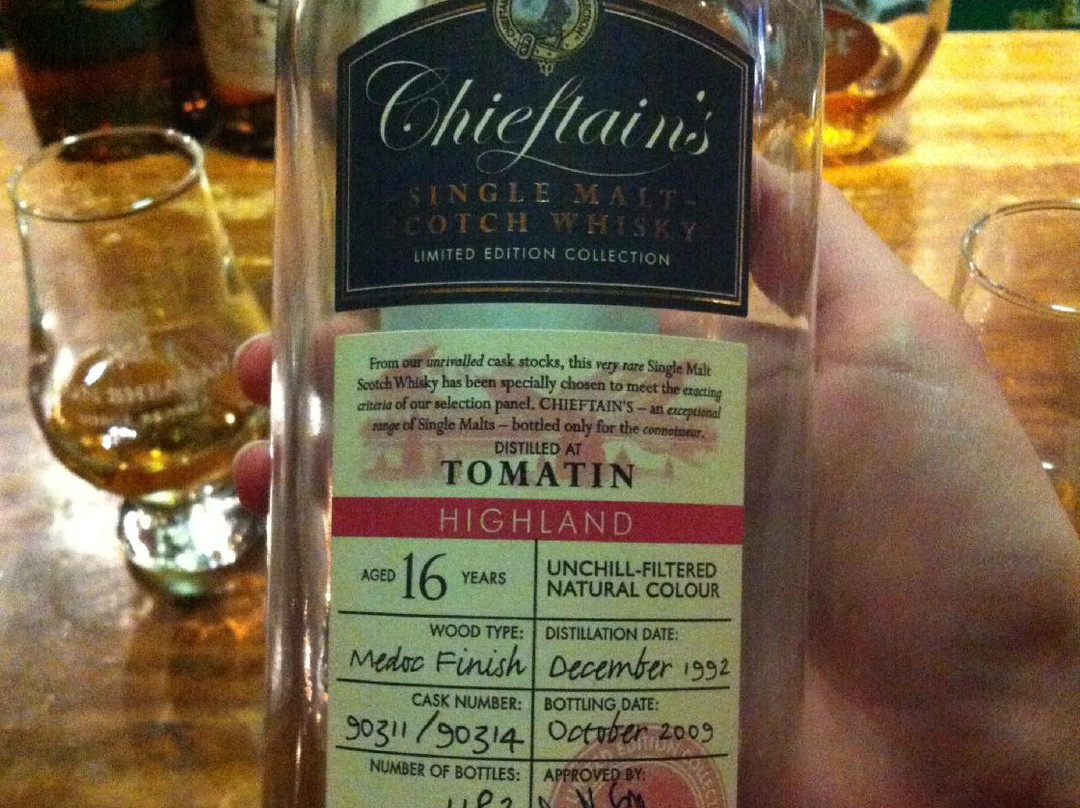 Chieftain's
-SINGLE MALT-
SCOTCH WHISKY
LIMITED EDITION COLLECTION
From our unrivalled cask stocks, this very rare Single Malt
Scotch Whisky has been specially chosen to meet the exacting
criteria of our selection panel. CHIEFTAIN'S – an exceptional
range of Single Malts – bottled only for the connoisseur.
DISTILLED AT
TOMATIN
HIGHLAND
AGED 16 YEARS
UNCHILL-FILTERED
NATURAL COLOUR
WOOD TYPE:
Medoc Finish
DISTILLATION DATE:
December 1992
CASK NUMBER:
90311/90314
BOTTLING DATE:
October 2009
NUMBER OF BOTTLES:
APPROVED BY: